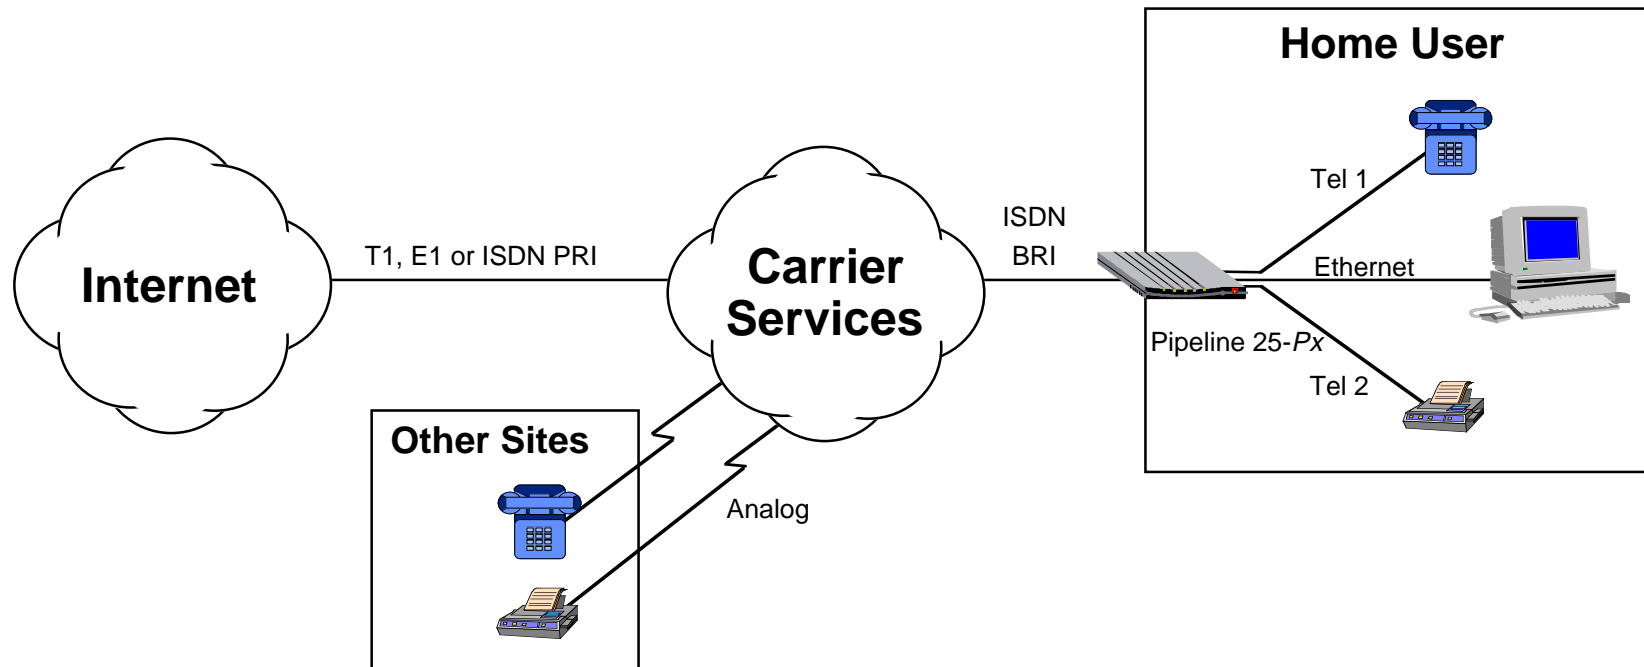 Home User
Tel 1
ISDN
BRI
Ethernet
T1, E1 or ISDN PRI
Internet
Carrier
Services
Pipeline 25-Px
Tel 2
Other Sites
Analog